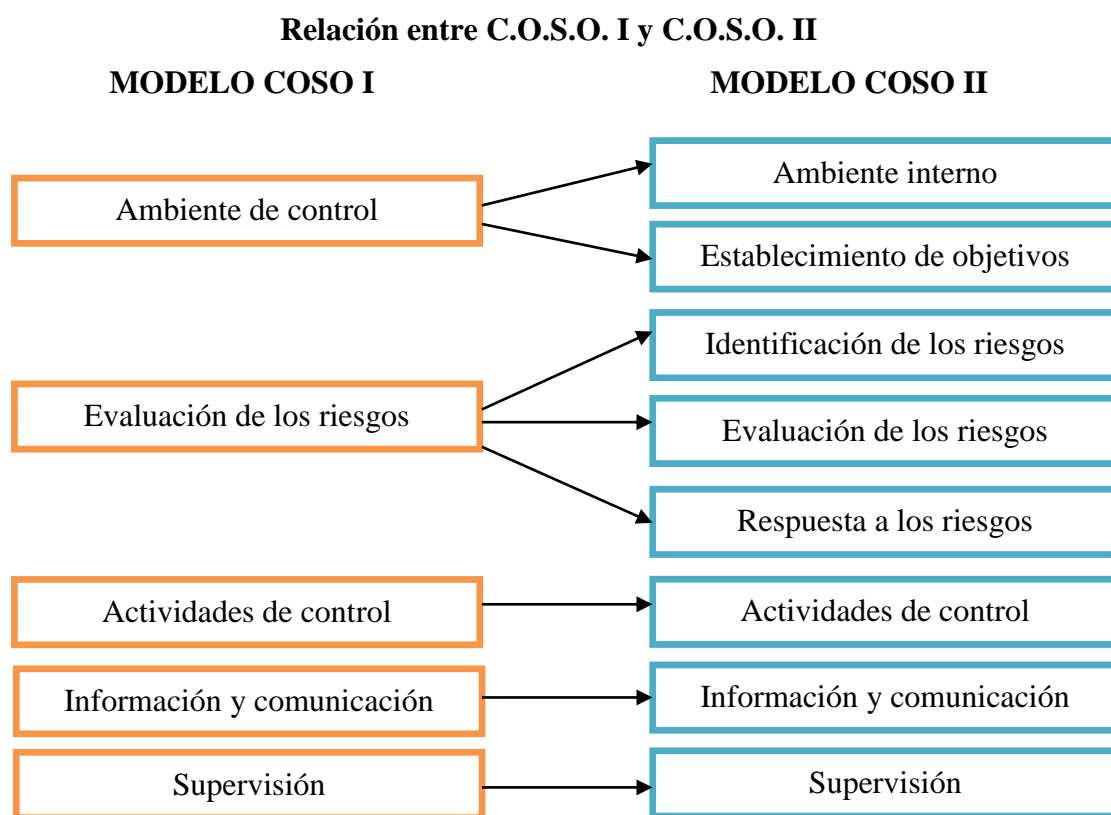 Relación entre C.O.S.O. I y C.O.S.O. II
MODELO COSO I
MODELO COSO II
Ambiente de control
Ambiente interno
Establecimiento de objetivos
Evaluación de los riesgos
Identificación de los riesgos
Evaluación de los riesgos
Respuesta a los riesgos
Actividades de control
Actividades de control
Información y comunicación
Información y comunicación
Supervisión
Supervisión